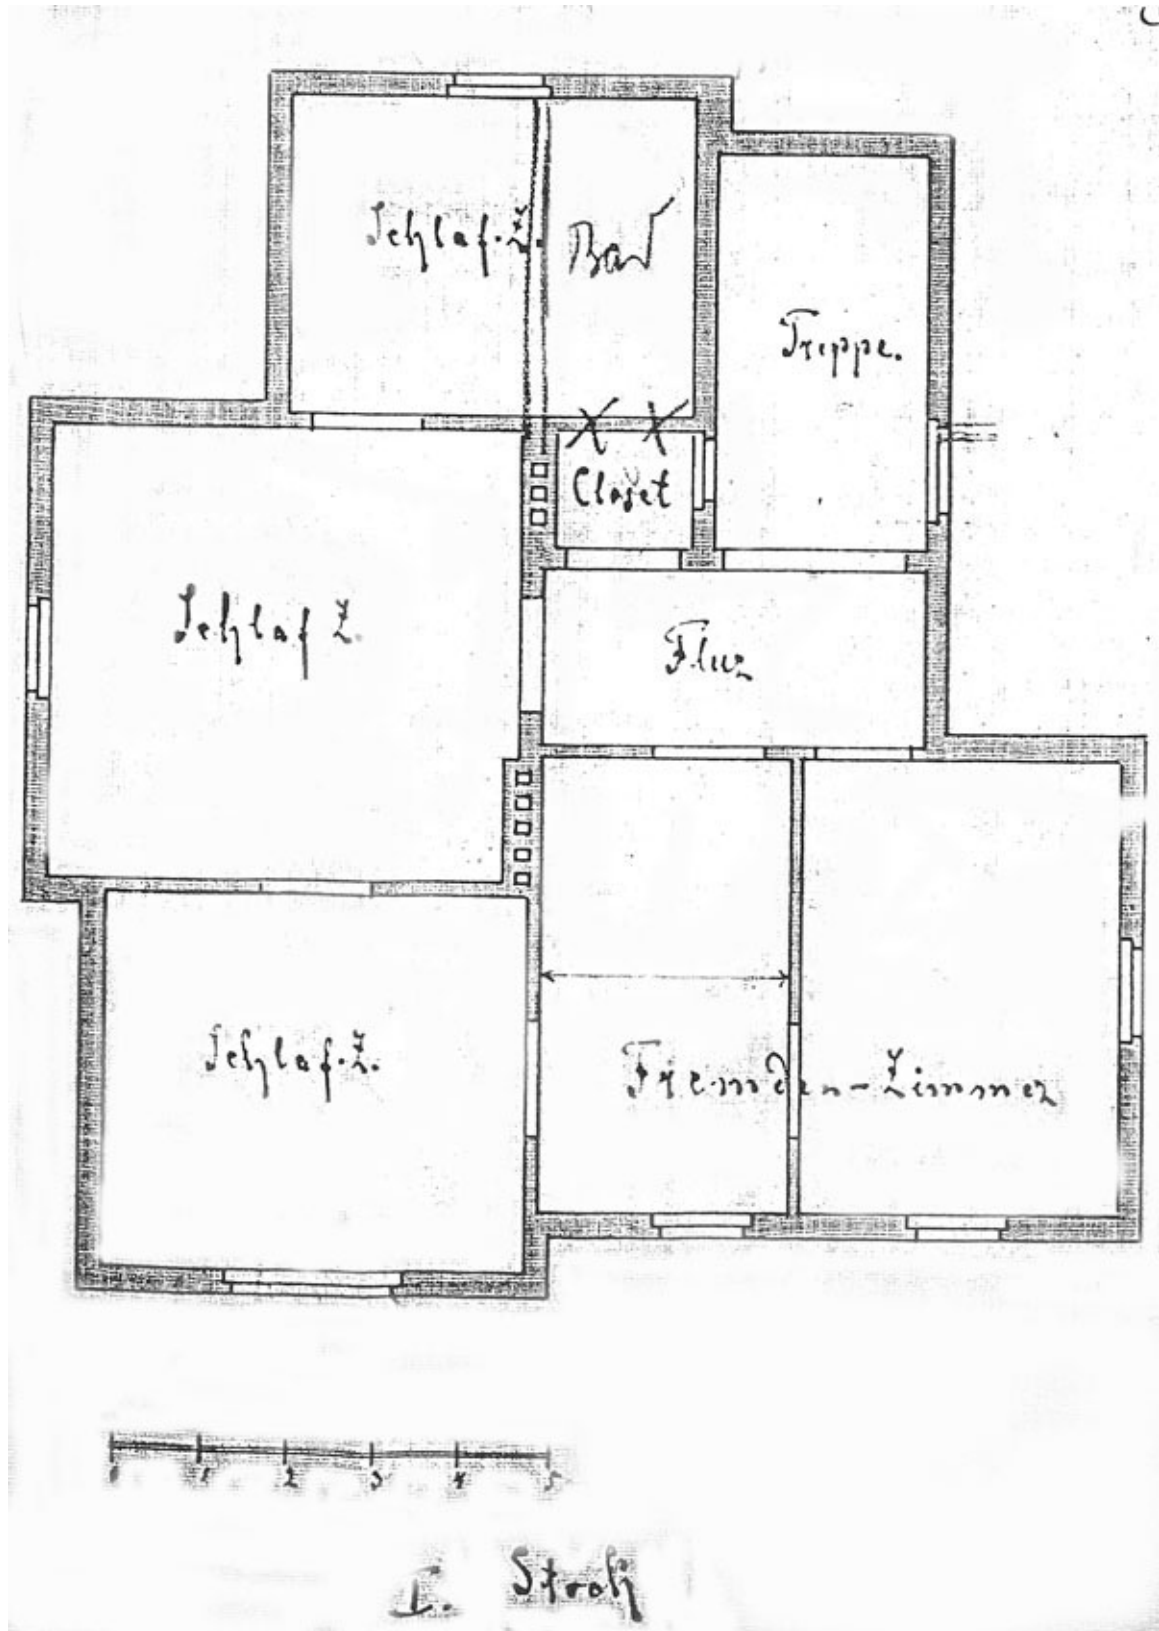 Schlaf-Z.
Bad
Treppe.
Closet
Schlaf Z.
Flur
Schlaf-Z.
Fremden-Zimmer
0 1 2 3 4 5
I. Stock